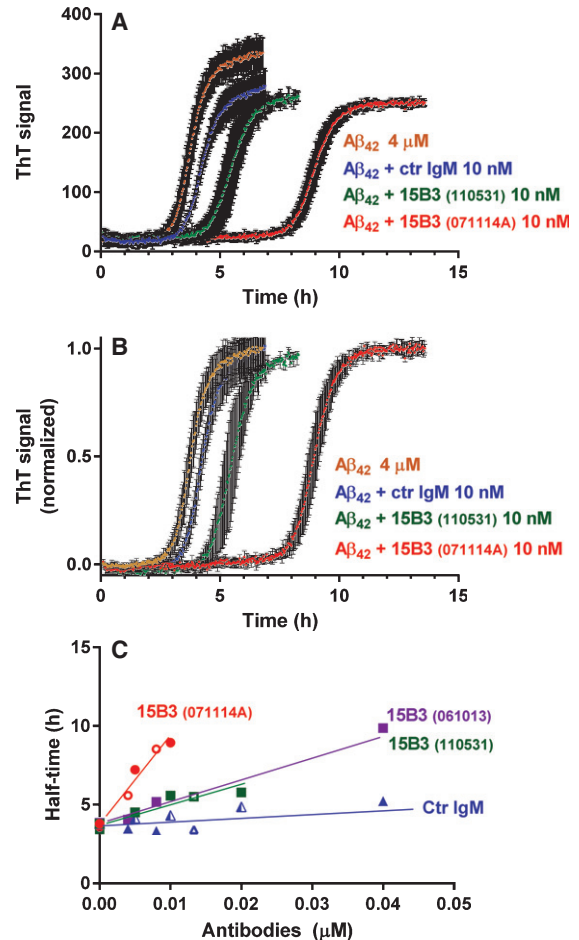 A
400
300
200
100
0
ThT signal
Aβ42 4 μM
Aβ42 + ctr IgM 10 nM
Aβ42 + 15B3 (110531) 10 nM
Aβ42 + 15B3 (071114A) 10 nM
0 5 10 15
Time (h)
B
1.0
0.5
0.0
ThT signal
(normalized)
Aβ42 4 μM
Aβ42 + ctr IgM 10 nM
Aβ42 + 15B3 (110531) 10 nM
Aβ42 + 15B3 (071114A) 10 nM
0 5 10 15
Time (h)
C
15
10
5
0
Half-time (h)
15B3 (071114A)
15B3 (061013)
15B3 (110531)
Ctr IgM
0.00 0.01 0.02 0.03 0.04 0.05
Antibodies (μM)